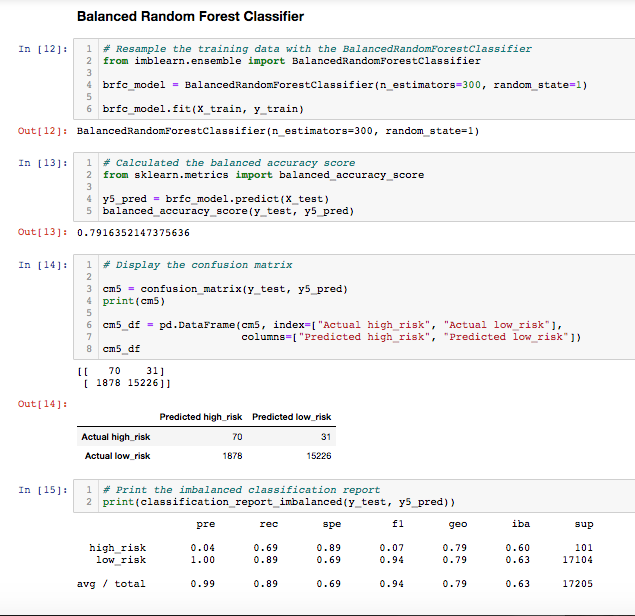 Balanced Random Forest Classifier
In [12]: 1 # Resample the training data with the BalancedRandomForestClassifier
2 from imblearn.ensemble import BalancedRandomForestClassifier
3
4 brfc_model = BalancedRandomForestClassifier(n_estimators=300, random_state=1)
5
6 brfc_model.fit(X_train, y_train)
Out[12]: BalancedRandomForestClassifier(n_estimators=300, random_state=1)
In [13]: 1 # Calculated the balanced accuracy score
2 from sklearn.metrics import balanced_accuracy_score
3
4 y5_pred = brfc_model.predict(X_test)
5 balanced_accuracy_score(y_test, y5_pred)
Out[13]: 0.7916352147375636
In [14]: 1 # Display the confusion matrix
2
3 cm5 = confusion_matrix(y_test, y5_pred)
4 print(cm5)
5
6 cm5_df = pd.DataFrame(cm5, index=["Actual high_risk", "Actual low_risk"],
7 columns=["Predicted high_risk", "Predicted low_risk"])
8 cm5_df
[[ 70 31]
[ 1878 15226]]
Out[14]:
Predicted high_risk Predicted low_risk
Actual high_risk 70 31
Actual low_risk 1878 15226
In [15]: 1 # Print the imbalanced classification report
2 print(classification_report_imbalanced(y_test, y5_pred))
pre rec spe f1 geo iba sup
high_risk 0.04 0.69 0.89 0.07 0.79 0.60 101
low_risk 1.00 0.89 0.69 0.94 0.79 0.63 17104
avg / total 0.99 0.89 0.69 0.94 0.79 0.63 17205